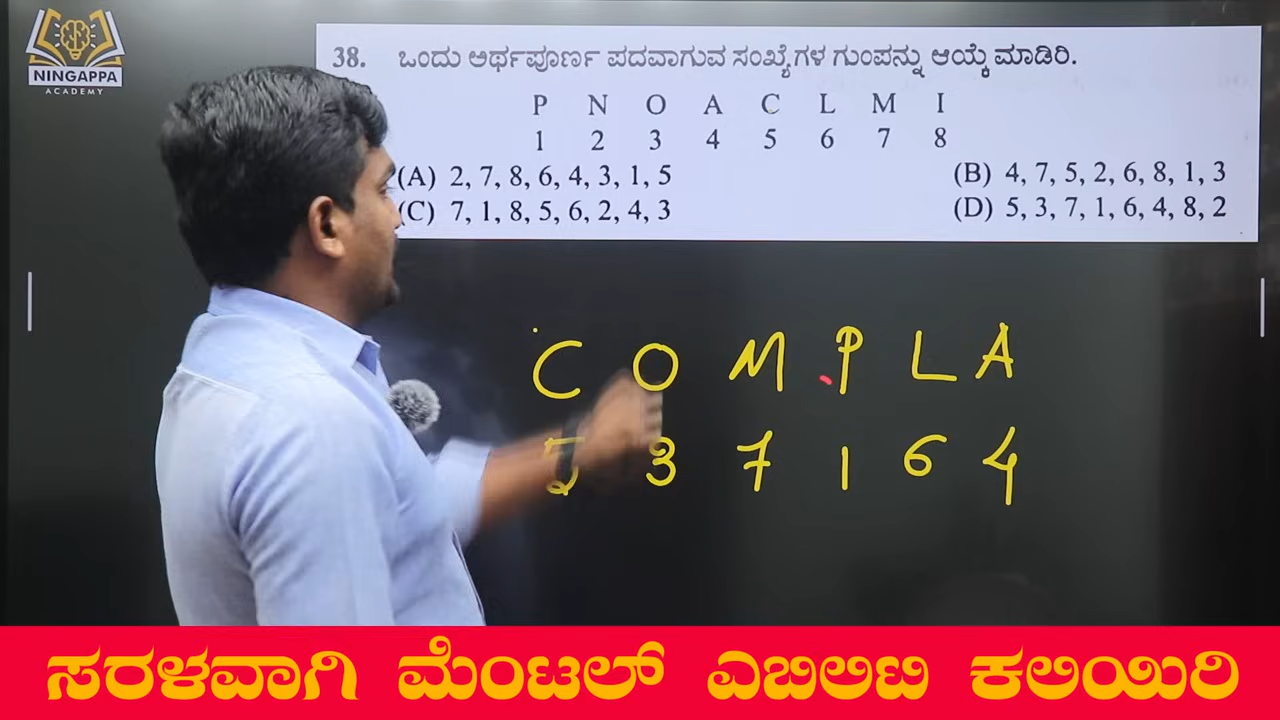 NINGAPPA
ACADEMY
38. ಒಂದು ಅರ್ಥಪೂರ್ಣ ಪದವಾಗುವ ಸಂಖ್ಯೆಗಳ ಗುಂಪನ್ನು ಆಯ್ಕೆ ಮಾಡಿರಿ.
P N O A C L M I
1 2 3 4 5 6 7 8
(A) 2, 7, 8, 6, 4, 3, 1, 5 (B) 4, 7, 5, 2, 6, 8, 1, 3
(C) 7, 1, 8, 5, 6, 2, 4, 3 (D) 5, 3, 7, 1, 6, 4, 8, 2
C O M P L A
5 3 7 1 6 4
ಸರಳವಾಗಿ ಮೆಂಟಲ್ ಎಬಿಲಿಟಿ ಕಲಿಯಿರಿ